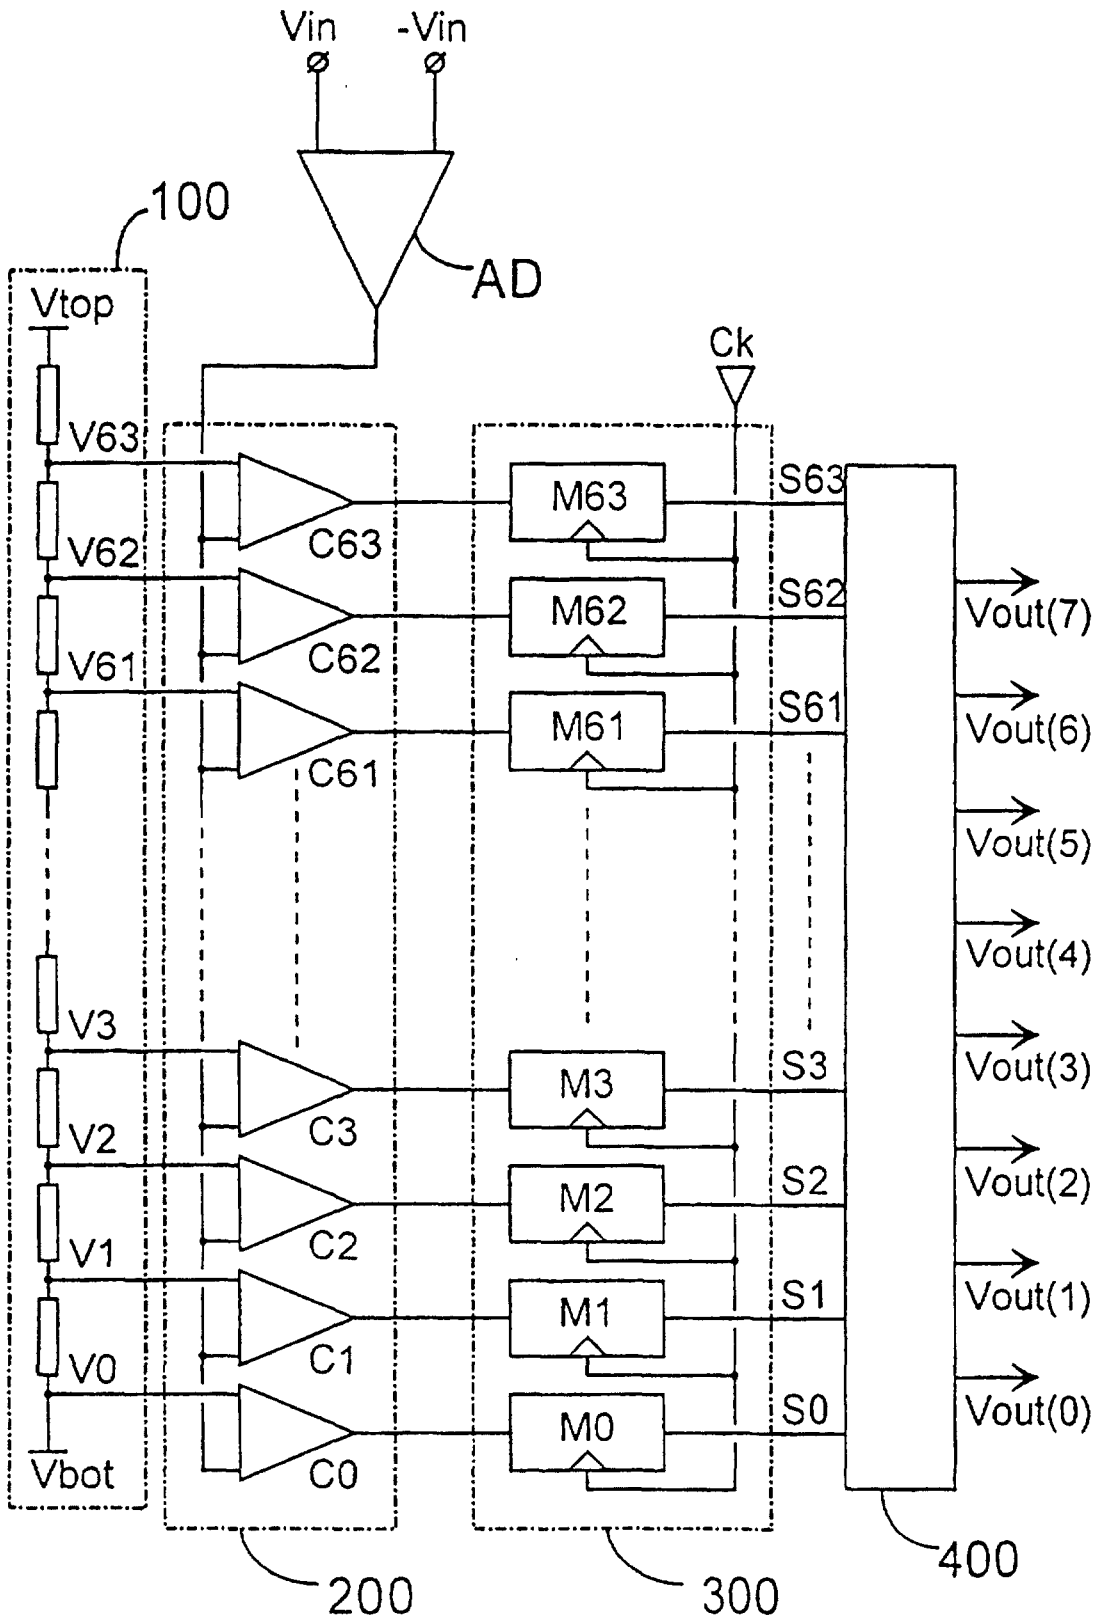 Vin -Vin
100
AD
Vtop
Ck
V63 C63 M63 S63
V62 C62 M62 S62
Vout(7)
V61 C61 M61 S61
Vout(6)
Vout(5)
Vout(4)
V3 C3 M3 S3
Vout(3)
V2 C2 M2 S2
Vout(2)
V1 C1 M1 S1
Vout(1)
V0 C0 M0 S0
Vout(0)
Vbot
200 300 400